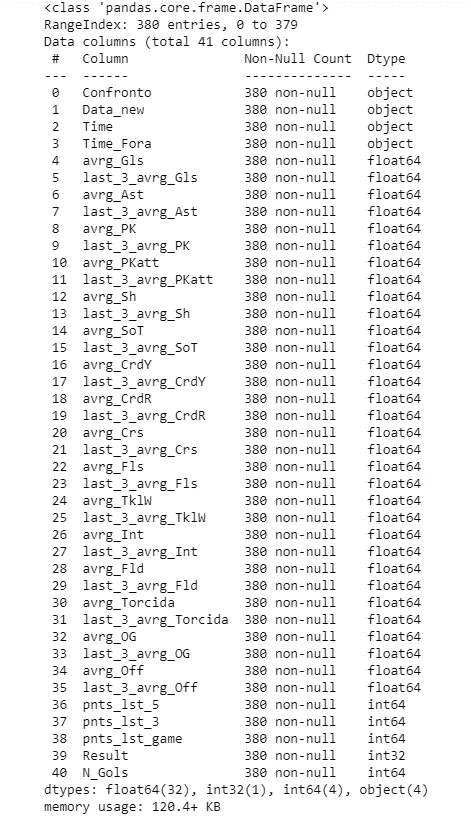 <class 'pandas.core.frame.DataFrame'>
RangeIndex: 380 entries, 0 to 379
Data columns (total 41 columns):
#   Column   Non-Null Count   Dtype
---   ------   --------------   -----
0   Confronto   380 non-null   object
1   Data_new   380 non-null   object
2   Time   380 non-null   object
3   Time_Fora   380 non-null   object
4   avrg_Gls   380 non-null   float64
5   last_3_avrg_Gls   380 non-null   float64
6   avrg_Ast   380 non-null   float64
7   last_3_avrg_Ast   380 non-null   float64
8   avrg_PK   380 non-null   float64
9   last_3_avrg_PK   380 non-null   float64
10   avrg_PKatt   380 non-null   float64
11   last_3_avrg_PKatt   380 non-null   float64
12   avrg_Sh   380 non-null   float64
13   last_3_avrg_Sh   380 non-null   float64
14   avrg_SoT   380 non-null   float64
15   last_3_avrg_SoT   380 non-null   float64
16   avrg_CrdY   380 non-null   float64
17   last_3_avrg_CrdY   380 non-null   float64
18   avrg_CrdR   380 non-null   float64
19   last_3_avrg_CrdR   380 non-null   float64
20   avrg_Crs   380 non-null   float64
21   last_3_avrg_Crs   380 non-null   float64
22   avrg_Fls   380 non-null   float64
23   last_3_avrg_Fls   380 non-null   float64
24   avrg_TklW   380 non-null   float64
25   last_3_avrg_TklW   380 non-null   float64
26   avrg_Int   380 non-null   float64
27   last_3_avrg_Int   380 non-null   float64
28   avrg_Fld   380 non-null   float64
29   last_3_avrg_Fld   380 non-null   float64
30   avrg_Torcida   380 non-null   float64
31   last_3_avrg_Torcida   380 non-null   float64
32   avrg_OG   380 non-null   float64
33   last_3_avrg_OG   380 non-null   float64
34   avrg_Off   380 non-null   float64
35   last_3_avrg_Off   380 non-null   float64
36   pnts_lst_5   380 non-null   int64
37   pnts_lst_3   380 non-null   int64
38   pnts_lst_game   380 non-null   int64
39   Result   380 non-null   int32
40   N_Gols   380 non-null   int64
dtypes: float64(32), int32(1), int64(4), object(4)
memory usage: 120.4+ KB